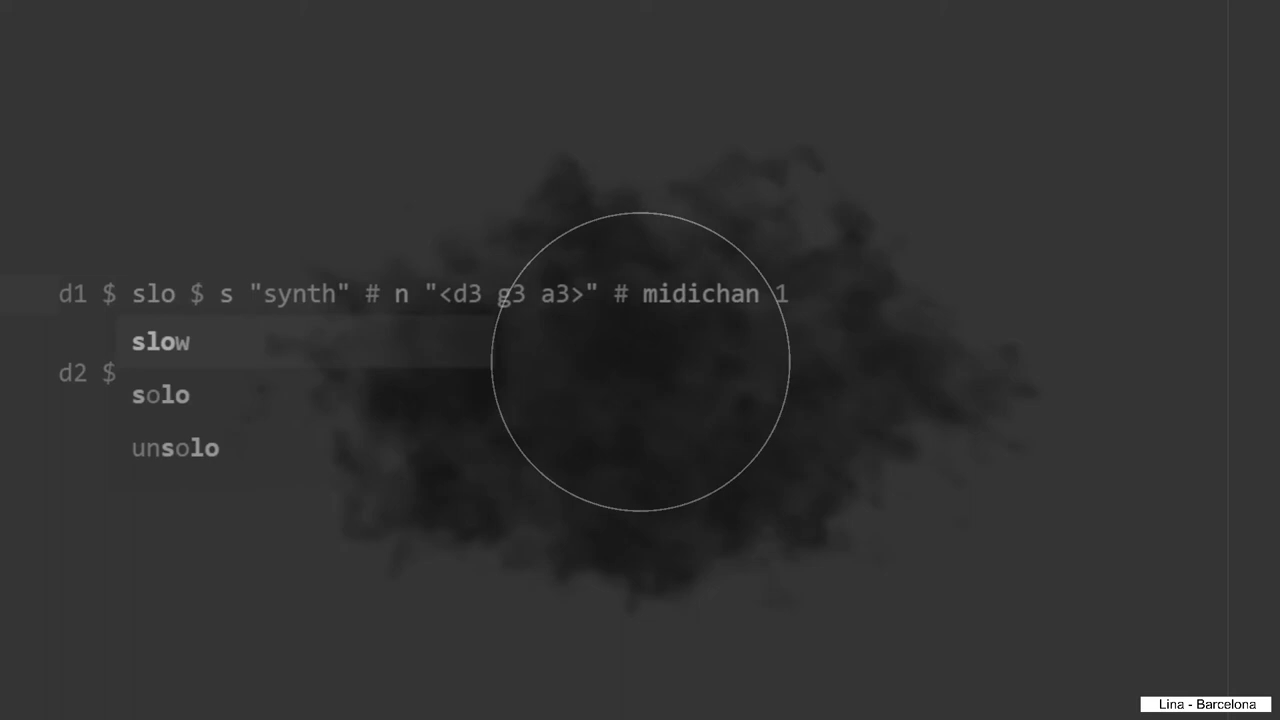 d1 $ slo $ s "synth" # n "<d3 g3 a3>" # midichan 1
slow
d2 $
solo
unsolo
Lina - Barcelona